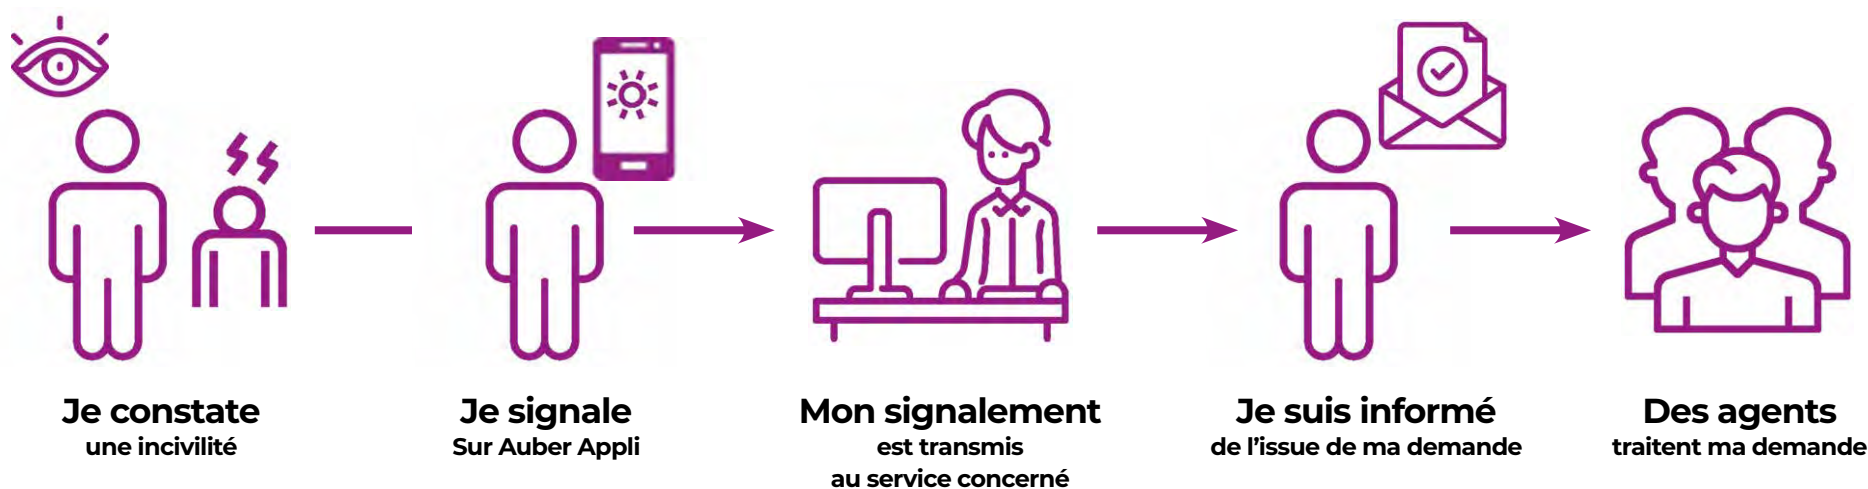 Je constate
une incivilité
Je signale
Sur Auber Appli
Mon signalement
est transmis
au service concerné
Je suis informé
de l’issue de ma demande
Des agents
traitent ma demande